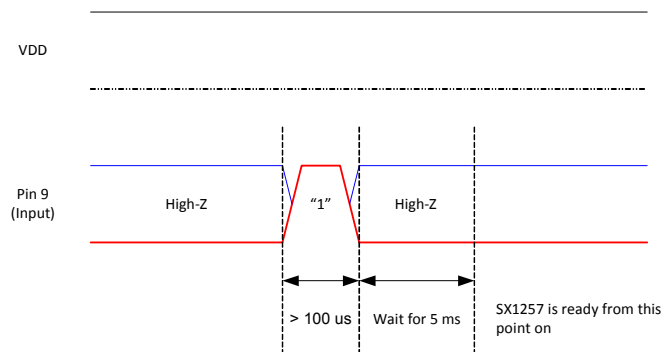 VDD
Pin 9
(Input)
High-Z
“1”
High-Z
> 100 us
Wait for 5 ms
SX1257 is ready from this
point on